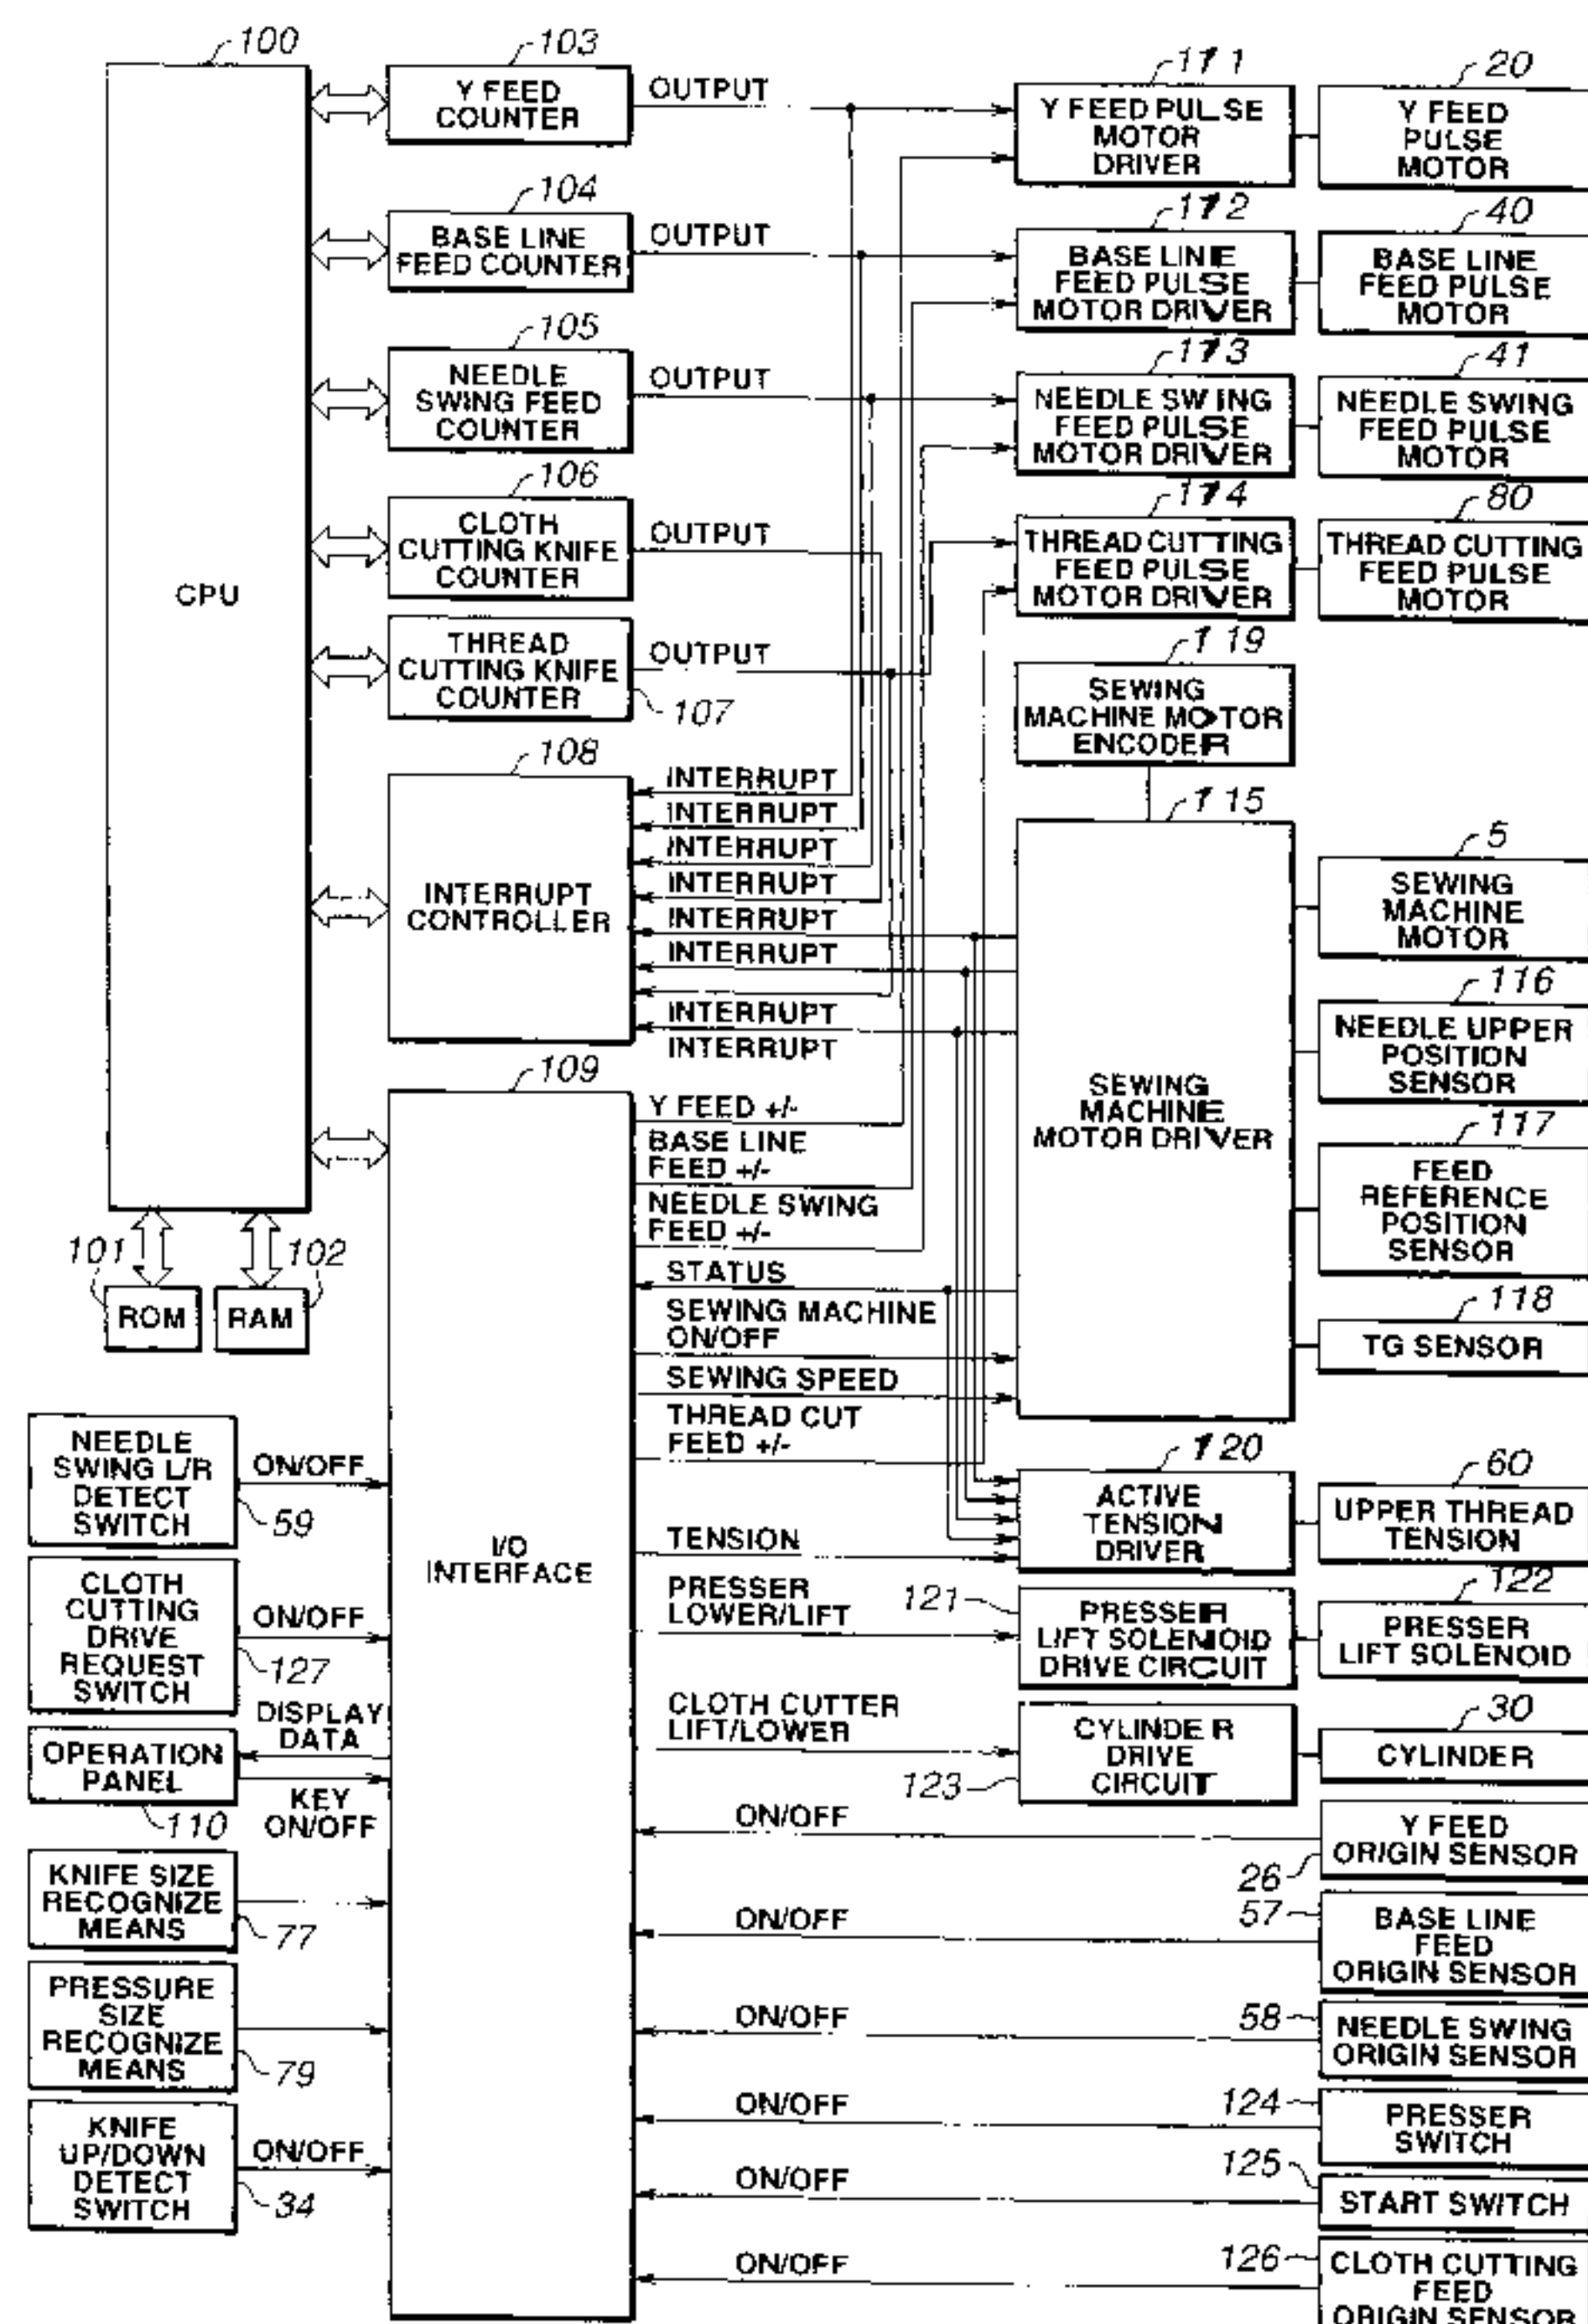 100
CPU
103
Y FEED
COUNTER
OUTPUT
104
BASE LINE
FEED COUNTER
OUTPUT
105
NEEDLE
SWING FEED
COUNTER
OUTPUT
106
CLOTH
CUTTING KNIFE
COUNTER
OUTPUT
THREAD
CUTTING KNIFE
COUNTER
OUTPUT
107
108
INTERRUPT
CONTROLLER
INTERRUPT
INTERRUPT
INTERRUPT
INTERRUPT
INTERRUPT
INTERRUPT
INTERRUPT
INTERRUPT
109
I/O
INTERFACE
Y FEED +/-
BASE LINE
FEED +/-
NEEDLE SWING
FEED +/-
STATUS
SEWING MACHINE
ON/OFF
SEWING SPEED
THREAD CUT
FEED +/-
TENSION
PRESSER
LOWER/LIFT
CLOTH CUTTER
LIFT/LOWER
ON/OFF
ON/OFF
ON/OFF
ON/OFF
ON/OFF
ON/OFF
101
ROM
102
RAM
NEEDLE
SWING L/R
DETECT
SWITCH
ON/OFF
59
CLOTH
CUTTING
DRIVE
REQUEST
SWITCH
ON/OFF
127
DISPLAY
DATA
OPERATION
PANEL
110
KEY
ON/OFF
KNIFE SIZE
RECOGNIZE
MEANS
77
PRESSURE
SIZE
RECOGNIZE
MEANS
79
KNIFE
UP/DOWN
DETECT
SWITCH
ON/OFF
34
111
Y FEED PULSE
MOTOR
DRIVER
20
Y FEED
PULSE
MOTOR
112
BASE LINE
FEED PULSE
MOTOR DRIVER
40
BASE LINE
FEED PULSE
MOTOR
113
NEEDLE SWING
FEED PULSE
MOTOR DRIVER
41
NEEDLE SWING
FEED PULSE
MOTOR
114
THREAD CUTTING
FEED PULSE
MOTOR DRIVER
80
THREAD CUTTING
FEED PULSE
MOTOR
119
SEWING
MACHINE MOTOR
ENCODER
115
SEWING
MACHINE
MOTOR DRIVER
5
SEWING
MACHINE
MOTOR
116
NEEDLE UPPER
POSITION
SENSOR
117
FEED
REFERENCE
POSITION
SENSOR
118
TG SENSOR
120
ACTIVE
TENSION
DRIVER
60
UPPER THREAD
TENSION
121
PRESSER
LIFT SOLENOID
DRIVE CIRCUIT
122
PRESSER
LIFT SOLENOID
123
CYLINDER
DRIVE
CIRCUIT
30
CYLINDER
26
Y FEED
ORIGIN SENSOR
57
BASE LINE
FEED
ORIGIN SENSOR
58
NEEDLE SWING
ORIGIN SENSOR
124
PRESSER
SWITCH
125
START SWITCH
126
CLOTH CUTTING
FEED
ORIGIN SENSOR